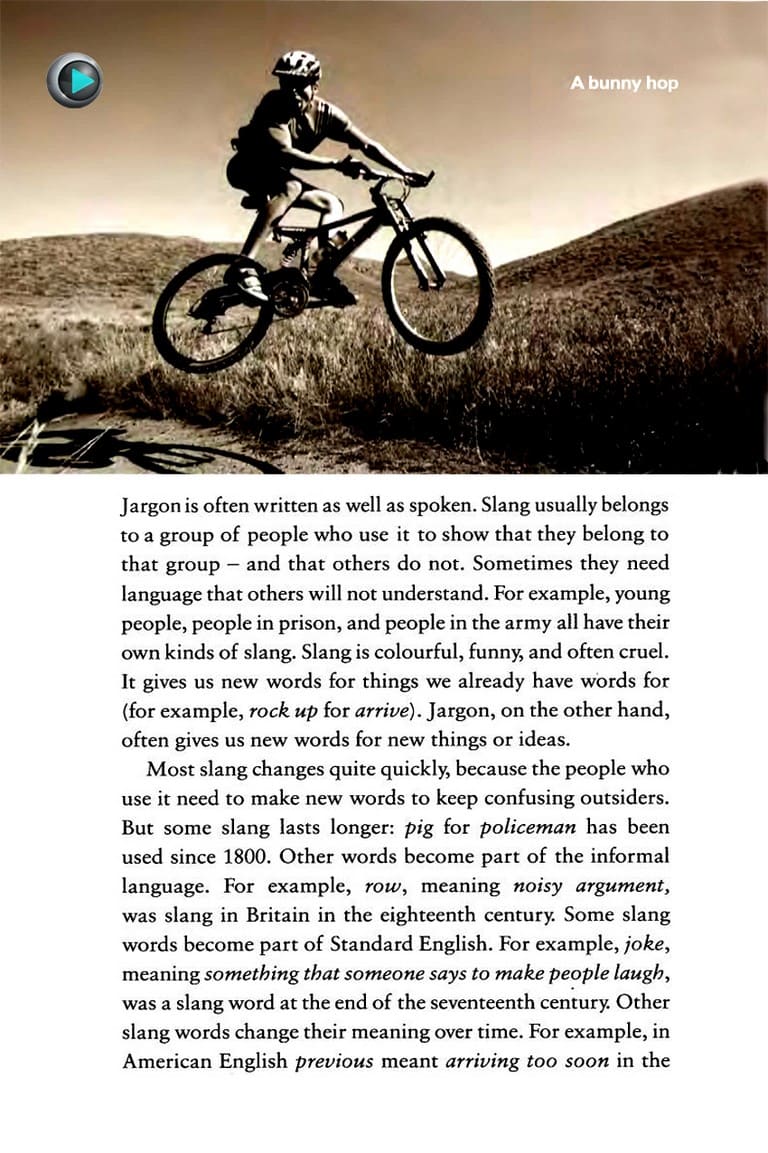 A bunny hop
Jargon is often written as well as spoken. Slang usually belongs
to a group of people who use it to show that they belong to
that group – and that others do not. Sometimes they need
language that others will not understand. For example, young
people, people in prison, and people in the army all have their
own kinds of slang. Slang is colourful, funny, and often cruel.
It gives us new words for things we already have words for
(for example, rock up for arrive). Jargon, on the other hand,
often gives us new words for new things or ideas.
Most slang changes quite quickly, because the people who
use it need to make new words to keep confusing outsiders.
But some slang lasts longer: pig for policeman has been
used since 1800. Other words become part of the informal
language. For example, row, meaning noisy argument,
was slang in Britain in the eighteenth century. Some slang
words become part of Standard English. For example, joke,
meaning something that someone says to make people laugh,
was a slang word at the end of the seventeenth century. Other
slang words change their meaning over time. For example, in
American English previous meant arriving too soon in the